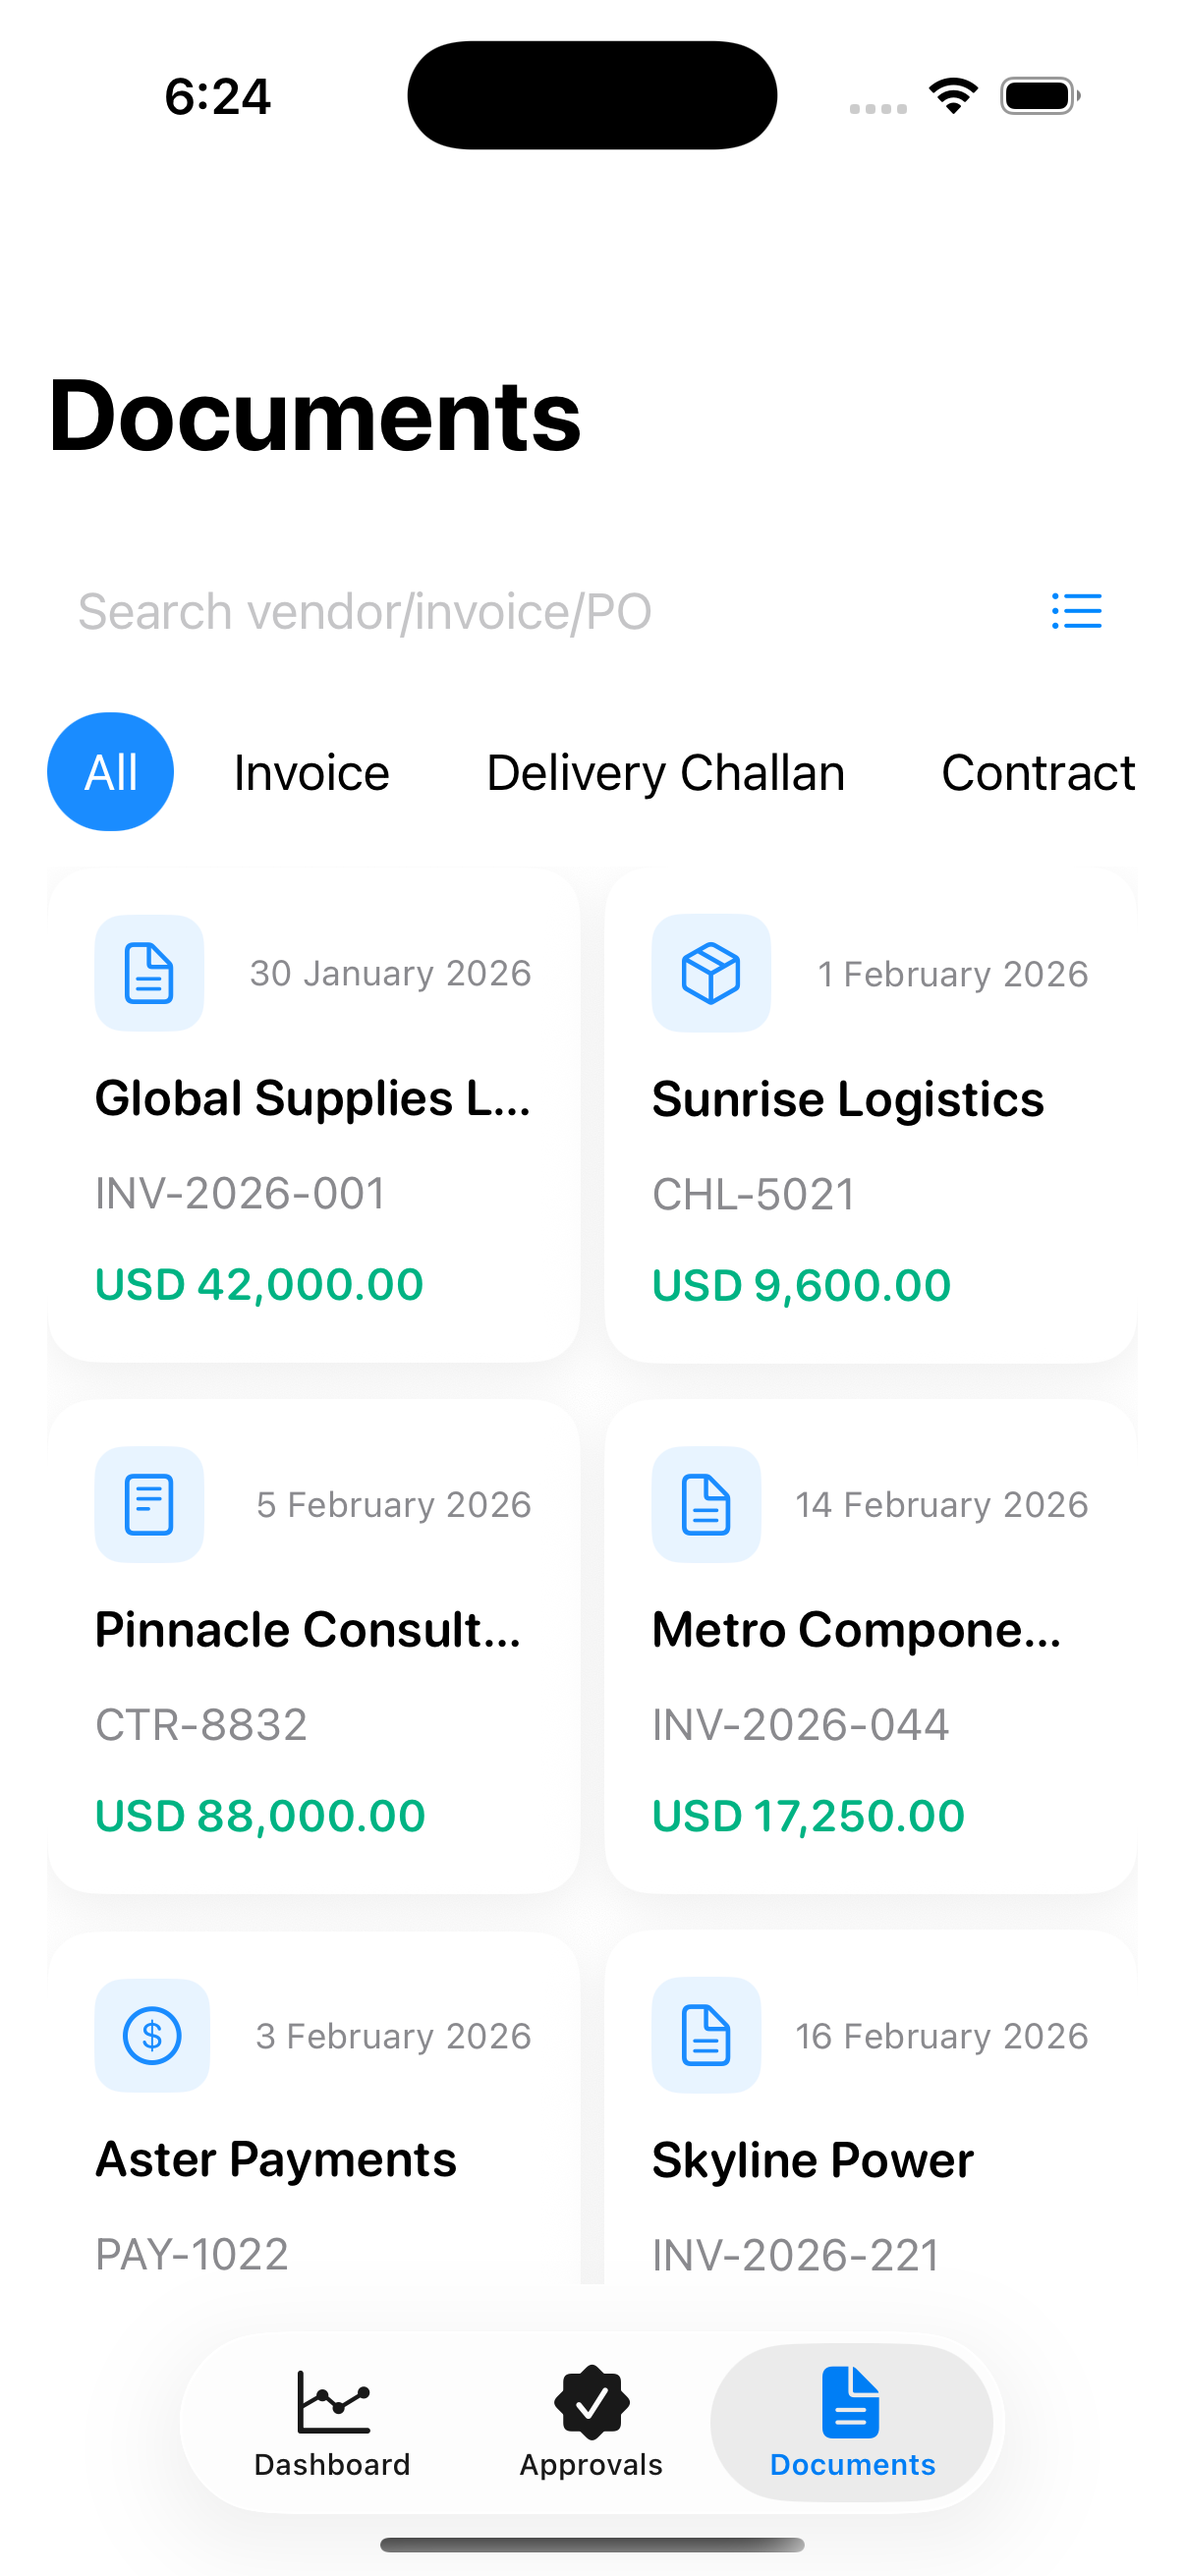 6:24
Documents
Search vendor/invoice/PO
All Invoice Delivery Challan Contract
30 January 2026
Global Supplies L...
INV-2026-001
USD 42,000.00
1 February 2026
Sunrise Logistics
CHL-5021
USD 9,600.00
5 February 2026
Pinnacle Consult...
CTR-8832
USD 88,000.00
14 February 2026
Metro Compone...
INV-2026-044
USD 17,250.00
$
3 February 2026
Aster Payments
PAY-1022
16 February 2026
Skyline Power
INV-2026-221
Dashboard Approvals Documents